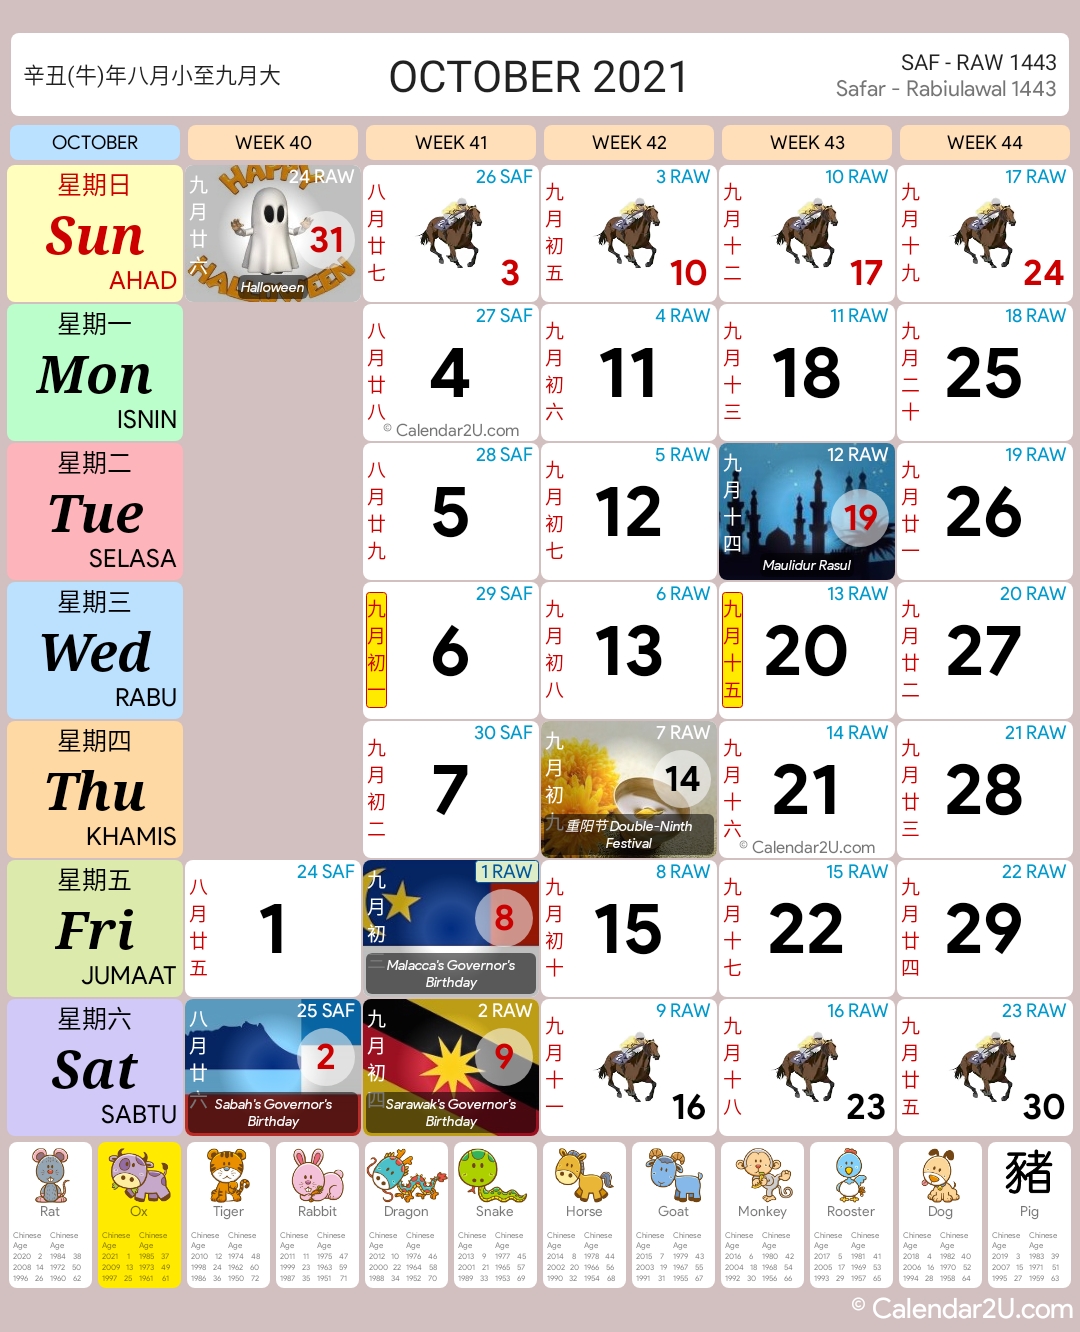 辛丑(牛)年八月小至九月大
OCTOBER 2021
SAF - RAW 1443
Safar - Rabiulawal 1443
OCTOBER
WEEK 40
WEEK 41
WEEK 42
WEEK 43
WEEK 44
星期日
Sun
AHAD
九月廿
24 RAW
HAPPY
31
HALLOWEEN
Halloween
八月廿七
26 SAF
3
九月初五
3 RAW
10
九月十二
10 RAW
17
九月十九
17 RAW
24
星期一
Mon
ISNIN
八月廿八
27 SAF
4
© Calendar2U.com
九月初六
4 RAW
11
九月十三
11 RAW
18
九月二十
18 RAW
25
星期二
Tue
SELASA
八月廿九
28 SAF
5
九月初七
5 RAW
12
九月十四
12 RAW
19
Maulidur Rasul
九月廿一
19 RAW
26
星期三
Wed
RABU
九月初一
29 SAF
6
九月初八
6 RAW
13
九月十五
13 RAW
20
九月廿二
20 RAW
27
星期四
Thu
KHAMIS
九月初二
30 SAF
7
九月初九
7 RAW
14
重阳节 Double-Ninth
Festival
九月十六
14 RAW
21
© Calendar2U.com
九月廿三
21 RAW
28
星期五
Fri
JUMAAT
八月廿五
24 SAF
1
九月初三
1 RAW
8
Malacca's Governor's
Birthday
九月初十
8 RAW
15
九月十七
15 RAW
22
九月廿四
22 RAW
29
星期六
Sat
SABTU
八月廿六
25 SAF
2
Sabah's Governor's
Birthday
九月初四
2 RAW
9
Sarawak's Governor's
Birthday
九月十一
9 RAW
16
九月十八
16 RAW
23
九月廿五
23 RAW
30
Rat
Chinese Age Chinese Age
2020 2 1984 38
2008 14 1972 50
1996 26 1960 62
Ox
Chinese Age Chinese Age
2021 1 1985 37
2009 13 1973 49
1997 25 1961 61
Tiger
Chinese Age Chinese Age
2010 12 1974 48
1998 24 1962 60
1986 36 1950 72
Rabbit
Chinese Age Chinese Age
2011 11 1975 47
1999 23 1963 59
1987 35 1951 71
Dragon
Chinese Age Chinese Age
2012 10 1976 46
2000 22 1964 58
1988 34 1952 70
Snake
Chinese Age Chinese Age
2013 9 1977 45
2001 21 1965 57
1989 33 1953 69
Horse
Chinese Age Chinese Age
2014 8 1978 44
2002 20 1966 56
1990 32 1954 68
Goat
Chinese Age Chinese Age
2015 7 1979 43
2003 19 1967 55
1991 31 1955 67
Monkey
Chinese Age Chinese Age
2016 6 1980 42
2004 18 1968 54
1992 30 1956 66
Rooster
Chinese Age Chinese Age
2017 5 1981 41
2005 17 1969 53
1993 29 1957 65
Dog
Chinese Age Chinese Age
2018 4 1982 40
2006 16 1970 52
1994 28 1958 64
豬
Pig
Chinese Age Chinese Age
2019 3 1983 39
2007 15 1971 51
1995 27 1959 63
© Calendar2U.com